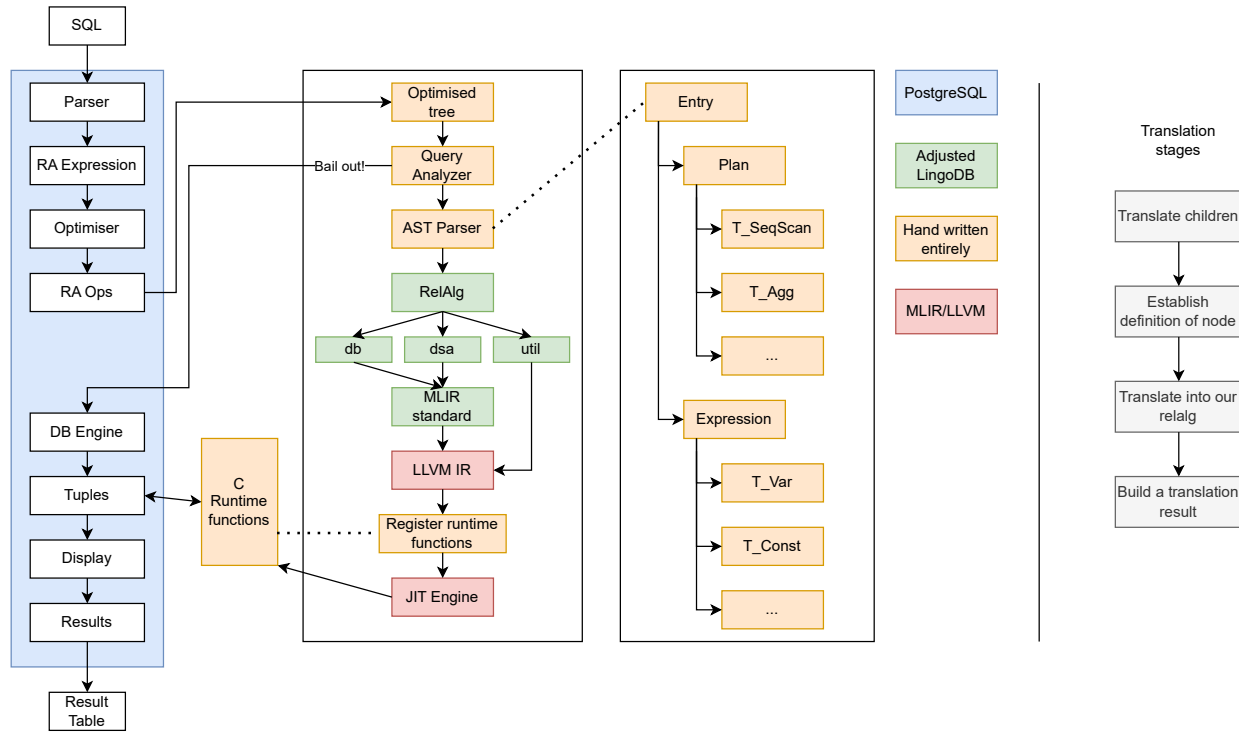 SQL
Parser
RA Expression
Optimiser
RA Ops
DB Engine
Tuples
Display
Results
Result
Table
Bail out!
C
Runtime
functions
Optimised
tree
Query
Analyzer
AST Parser
RelAlg
db
dsa
util
MLIR
standard
LLVM IR
Register runtime
functions
JIT Engine
Entry
Plan
T_SeqScan
T_Agg
...
Expression
T_Var
T_Const
...
PostgreSQL
Adjusted
LingoDB
Hand written
entirely
MLIR/LLVM
Translation
stages
Translate children
Establish
definition of node
Translate into our
relalg
Build a translation
result